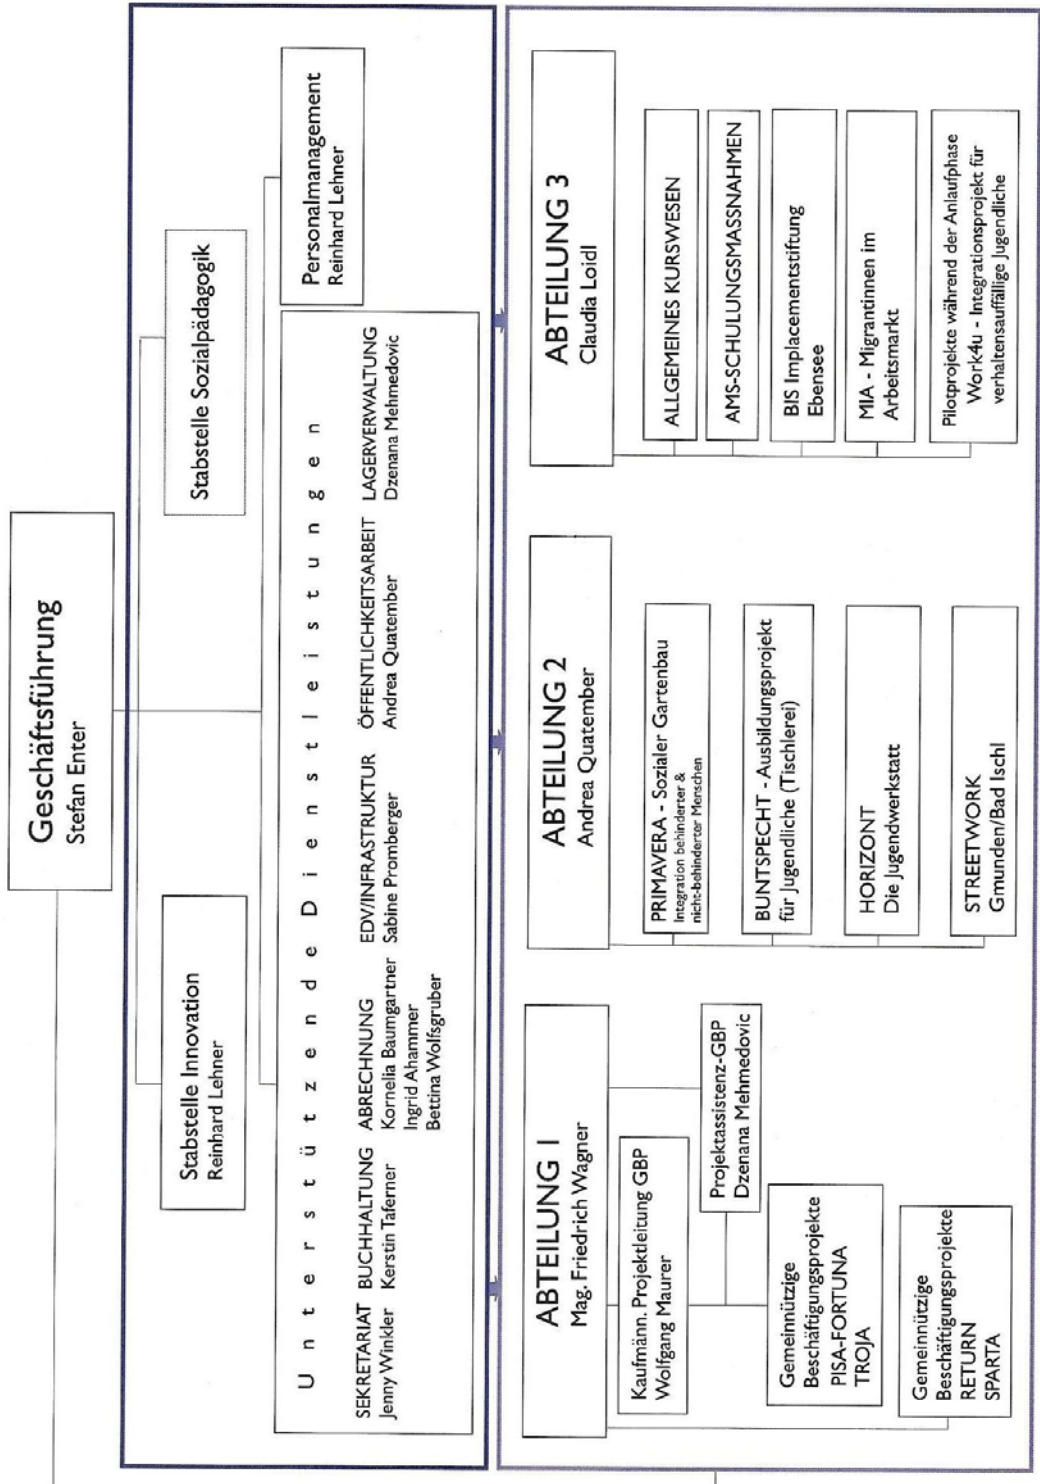 Geschäftsführung
Stefan Enter
Stabstelle Innovation
Reinhard Lehner
Stabstelle Sozialpädagogik
Personalmanagement
Reinhard Lehner
Unterstützende Dienstleistungen
SEKRETARIAT
Jenny Winkler
BUCHHALTUNG
Kerstin Taferner
ABRECHNUNG
Kornelia Baumgartner
Ingrid Ahammer
Bettina Wolfsgruber
EDV/INFRASTRUKTUR
Sabine Promberger
ÖFFENTLICHKEITSARBEIT
Andrea Quatember
LAGERVERWALTUNG
Dzenana Mehmedovic
ABTEILUNG 1
Mag. Friedrich Wagner
Kaufmänn. Projektleitung GBP
Wolfgang Maurer
Projektassistenz-GBP
Dzenana Mehmedovic
Gemeinnützige
Beschäftigungsprojekte
PISA-FORTUNA
TROJA
Gemeinnützige
Beschäftigungsprojekte
RETURN
SPARTA
ABTEILUNG 2
Andrea Quatember
PRIMAVERA - Sozialer Gartenbau
Integration behinderter &
nicht-behinderter Menschen
BUNTSPECHT - Ausbildungsprojekt
für Jugendliche (Tischlerei)
HORIZONT
Die Jugendwerkstatt
STREETWORK
Gmunden/Bad Ischl
ABTEILUNG 3
Claudia Loidl
ALLGEMEINES KURSWESEN
AMS-SCHULUNGSMASSNAHMEN
BIS Implacementstiftung
Ebensee
MIA - Migrantinnen im
Arbeitsmarkt
Pilotprojekte während der Anlaufphase
Work4u - Integrationsprojekt für
verhaltensauffällige Jugendliche